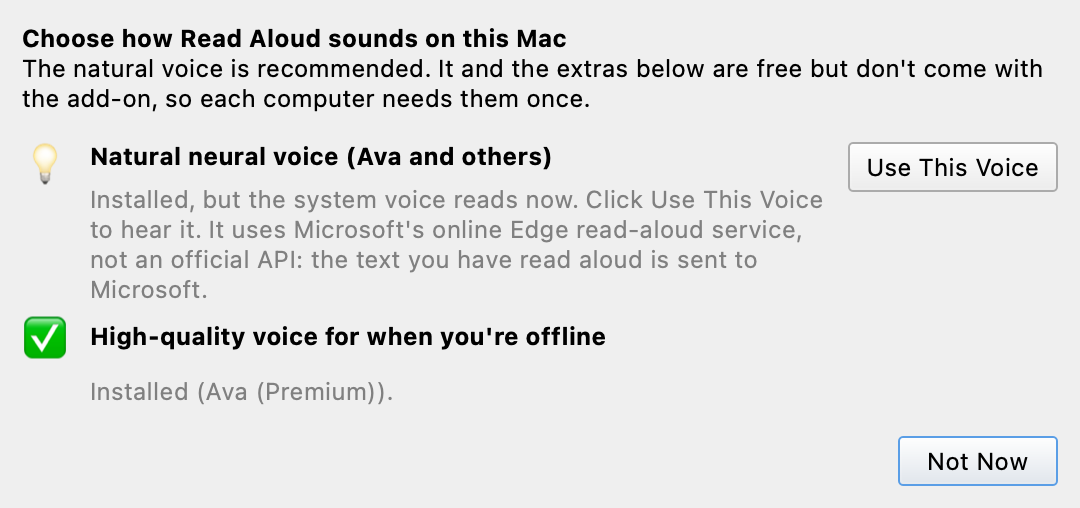 Choose how Read Aloud sounds on this Mac
The natural voice is recommended. It and the extras below are free but don't come with
the add-on, so each computer needs them once.
Natural neural voice (Ava and others)
Use This Voice
Installed, but the system voice reads now. Click Use This Voice
to hear it. It uses Microsoft's online Edge read-aloud service,
not an official API: the text you have read aloud is sent to
Microsoft.
High-quality voice for when you're offline
Installed (Ava (Premium)).
Not Now